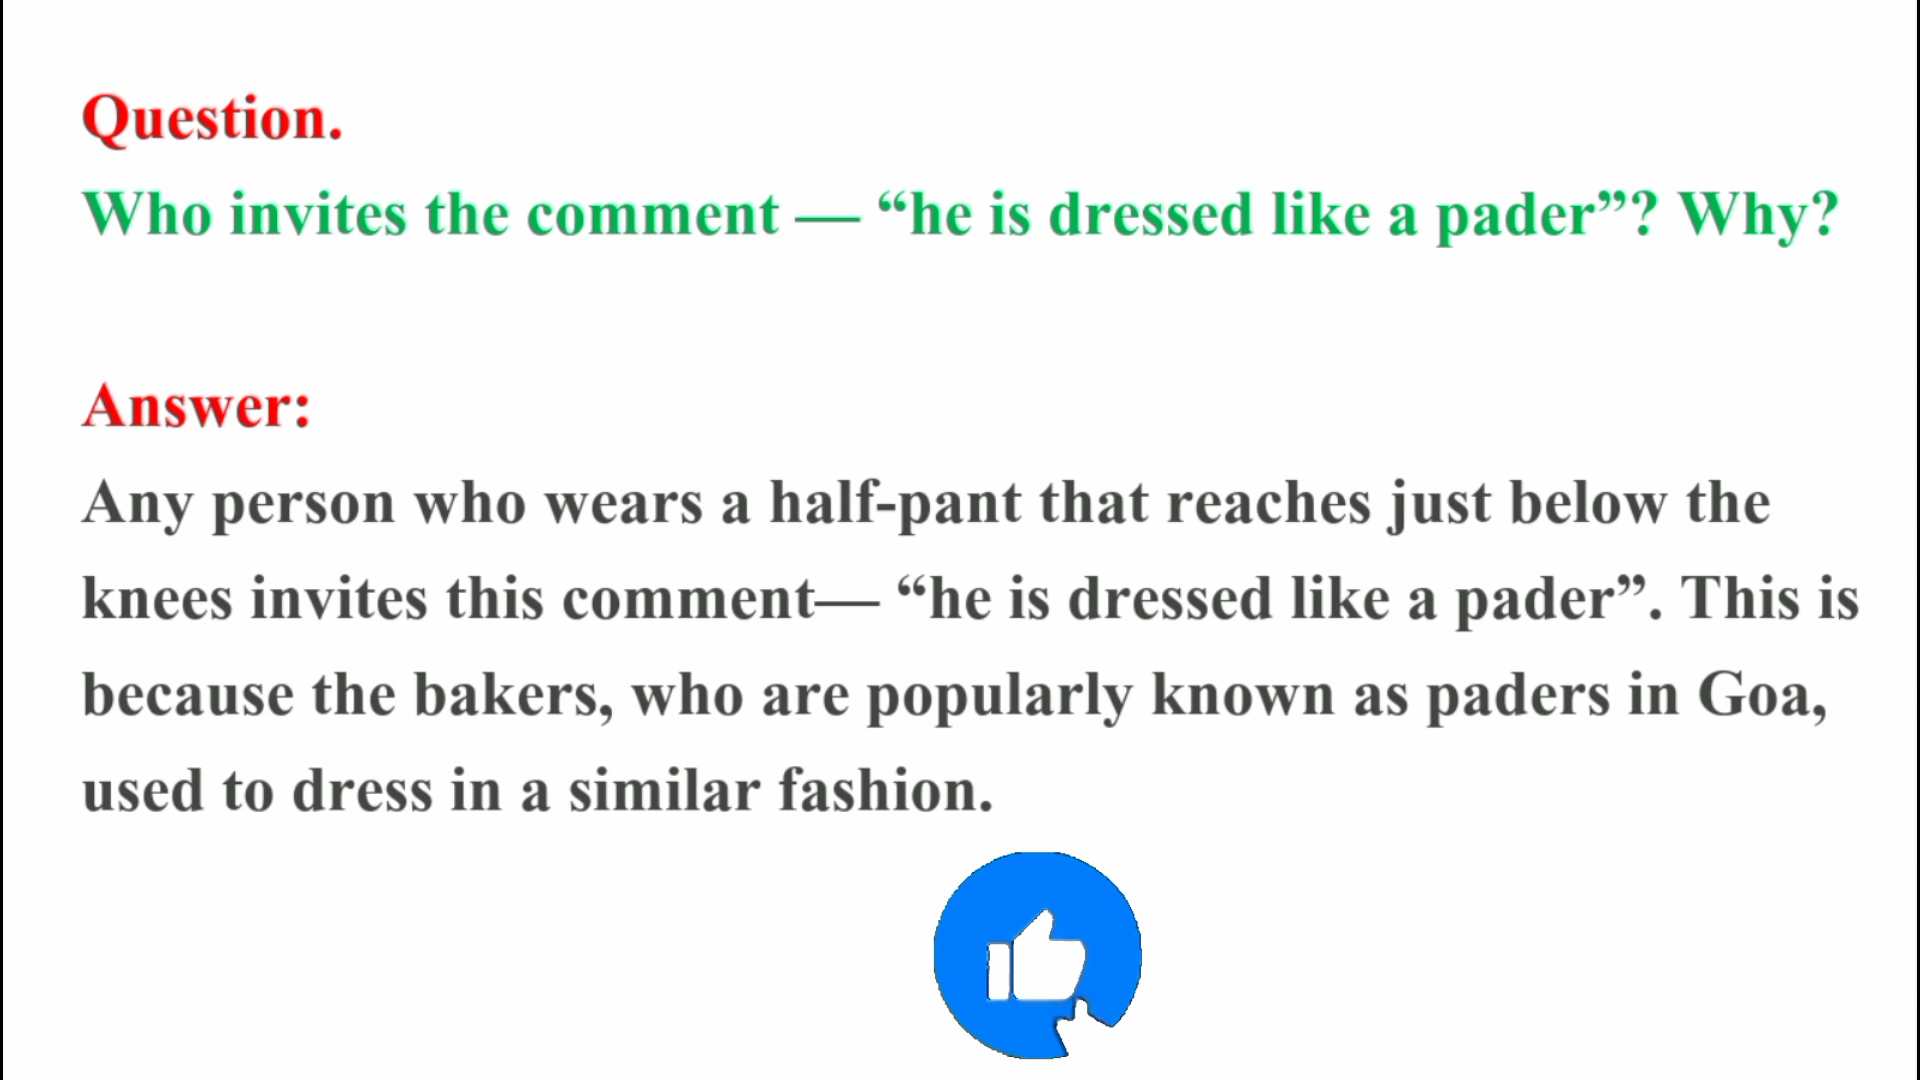 Question.
Who invites the comment — “he is dressed like a pader”? Why?
Answer:
Any person who wears a half-pant that reaches just below the
knees invites this comment— “he is dressed like a pader”. This is
because the bakers, who are popularly known as paders in Goa,
used to dress in a similar fashion.